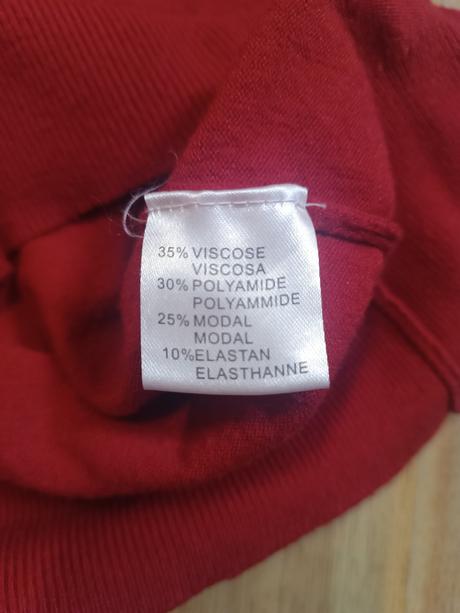 35% VISCOSE
VISCOSA
30% POLYAMIDE
POLYAMMIDE
25% MODAL
MODAL
10% ELASTAN
ELASTHANNE